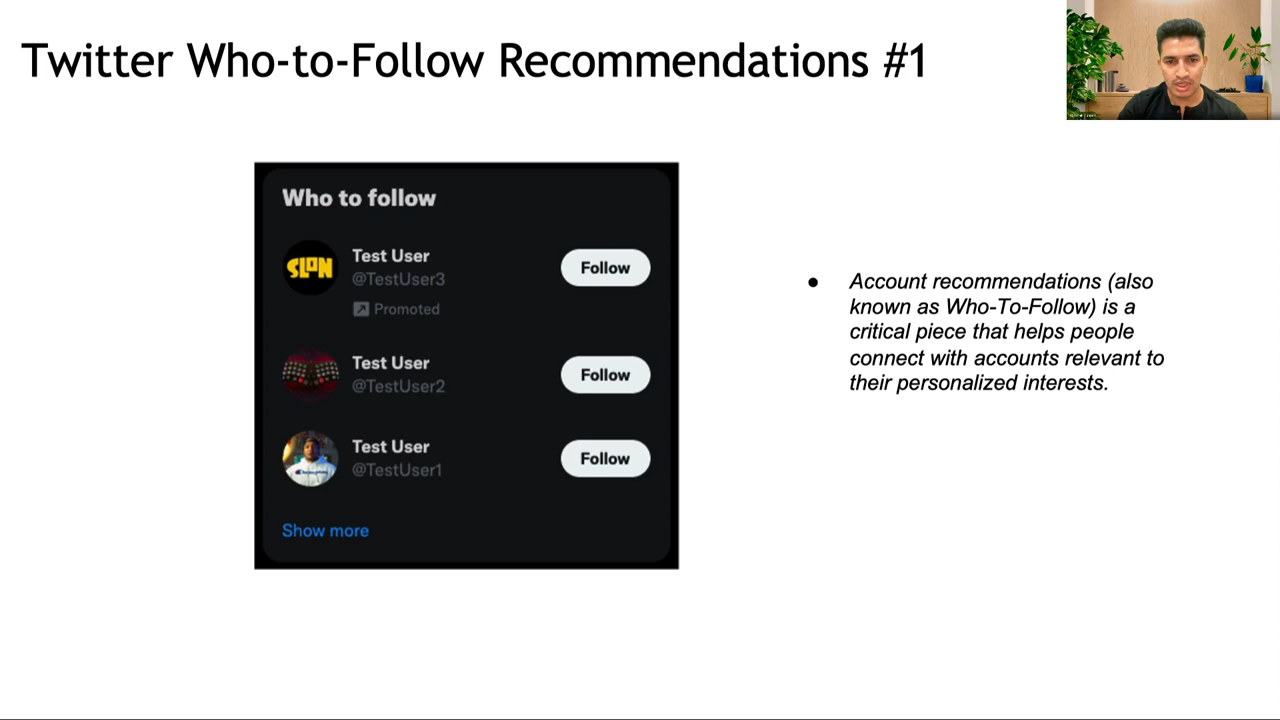 Twitter Who-to-Follow Recommendations #1
Who to follow
SLON
Test User
@TestUser3
Promoted
Follow
Test User
@TestUser2
Follow
Test User
@TestUser1
Follow
Show more
● Account recommendations (also
known as Who-To-Follow) is a
critical piece that helps people
connect with accounts relevant to
their personalized interests.